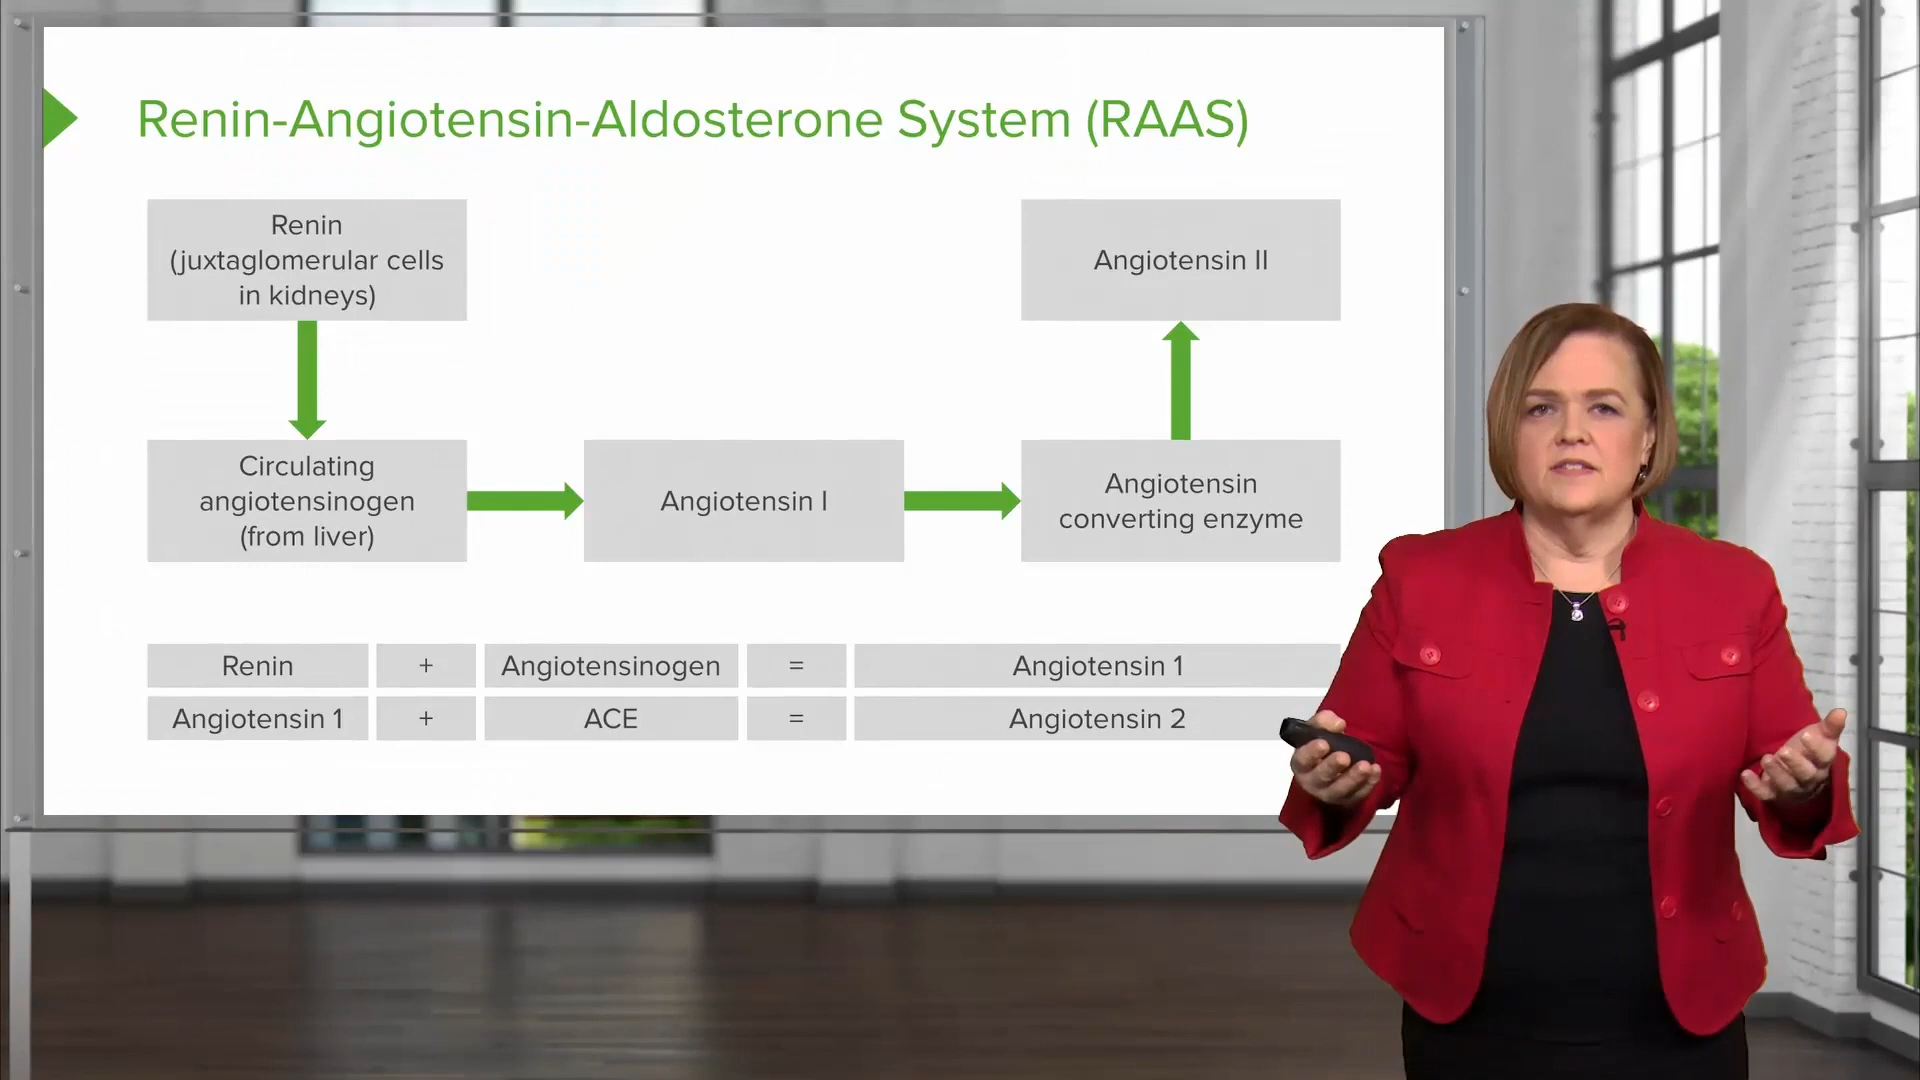 Renin-Angiotensin-Aldosterone System (RAAS)
Renin
(juxtaglomerular cells
in kidneys)
Angiotensin II
Circulating
angiotensinogen
(from liver)
Angiotensin I
Angiotensin
converting enzyme
Renin + Angiotensinogen = Angiotensin 1
Angiotensin 1 + ACE = Angiotensin 2